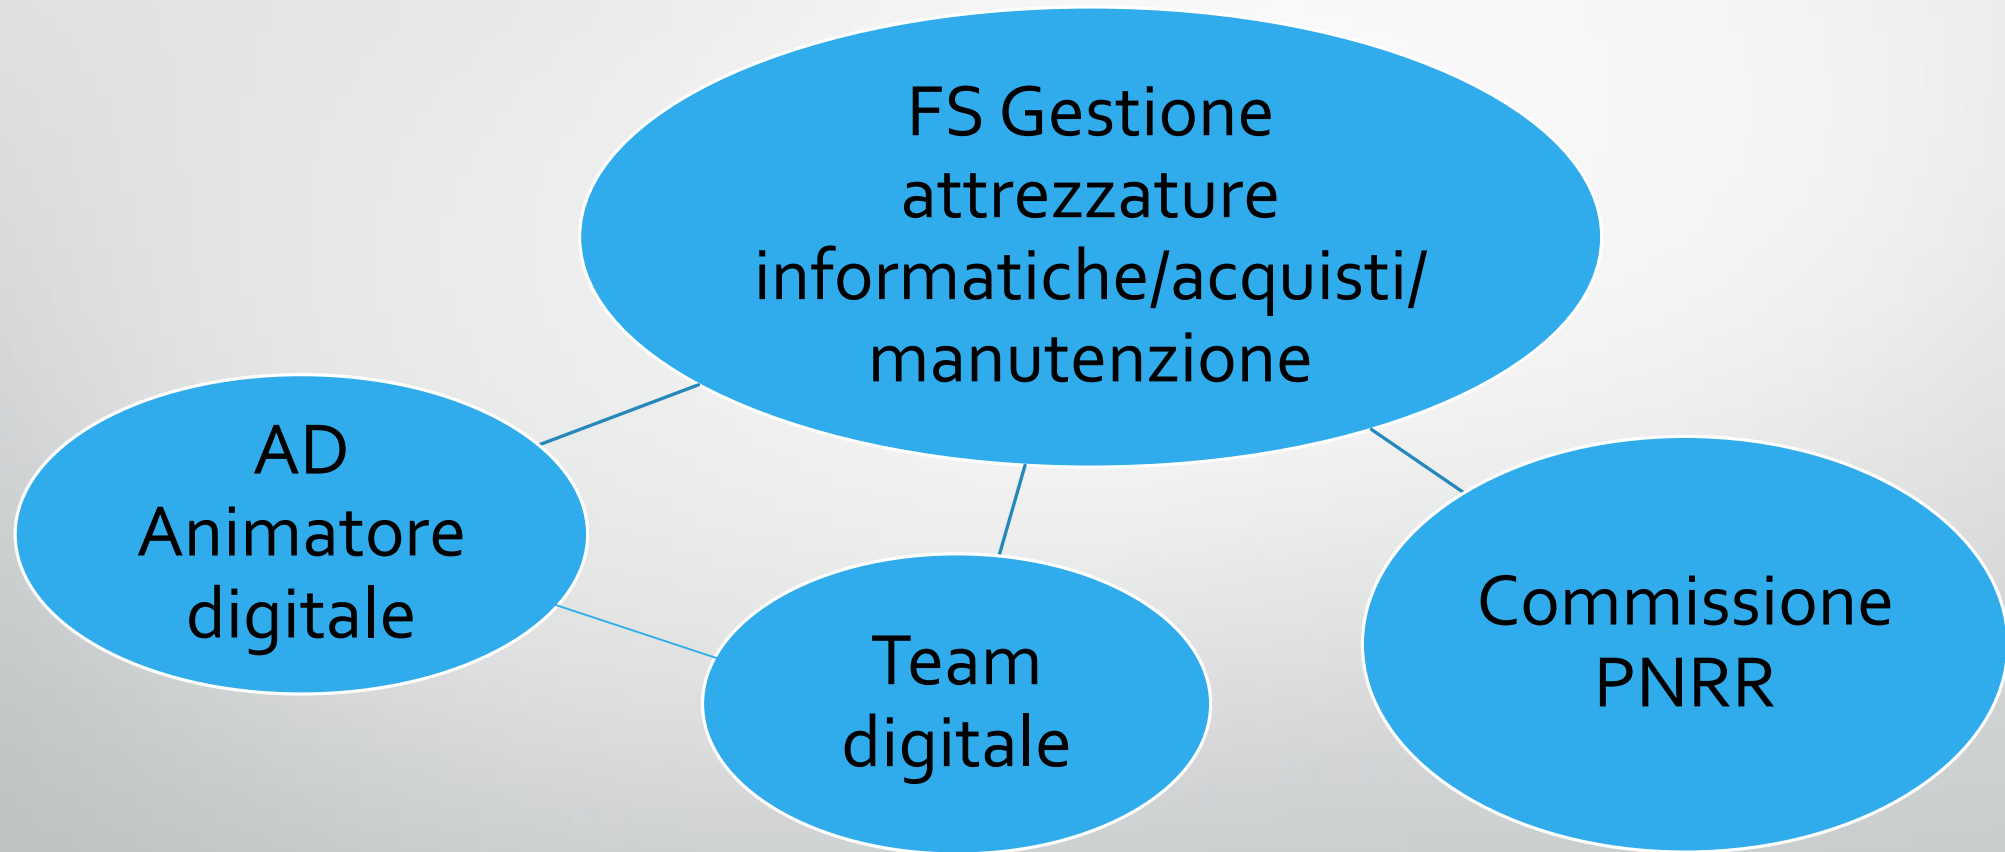 FS Gestione
attrezzature
informatiche/acquisti/
manutenzione
AD
Animatore
digitale
Team
digitale
Commissione
PNRR